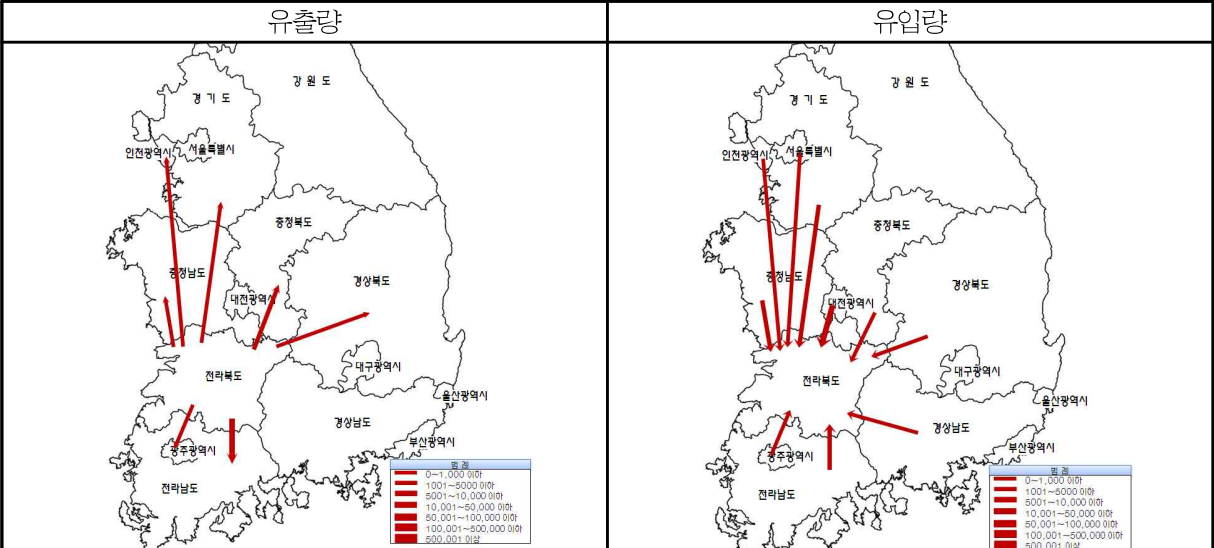 유출량
유입량
강 원 도
경 기 도
인천광역시
서울특별시
충청북도
충청남도
경상북도
대전광역시
전라북도
대구광역시
울산광역시
경상남도
부산광역시
광주광역시
전라남도
범 례
0~1,000 이하
1001~5000 이하
5001~10,000 이하
10,001~50,000 이하
50,001~100,000 이하
100,001~500,000 이하
500,001 이상
강 원 도
경 기 도
인천광역시
서울특별시
충청북도
충청남도
경상북도
대전광역시
전라북도
대구광역시
울산광역시
경상남도
부산광역시
광주광역시
전라남도
범 례
0~1,000 이하
1001~5000 이하
5001~10,000 이하
10,001~50,000 이하
50,001~100,000 이하
100,001~500,000 이하
500,001 이상